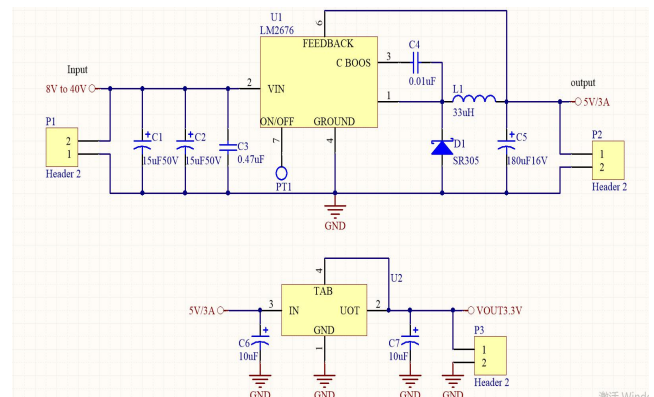 U1
LM2676
6
FEEDBACK
C BOOS
3
C4
0.01uF
Input
8V to 40V
2
VIN
1
L1
33uH
output
5V/3A
P1
2
1
Header 2
C1
15uF50V
C2
15uF50V
C3
0.47uF
ON/OFF
GROUND
7
4
PT1
D1
SR305
C5
180uF16V
P2
1
2
Header 2
GND
4
U2
TAB
5V/3A
3
IN
UOT
2
VOUT3.3V
GND
1
C6
10uF
C7
10uF
P3
1
2
Header 2
GND
GND
GND
GND
激活 Windo